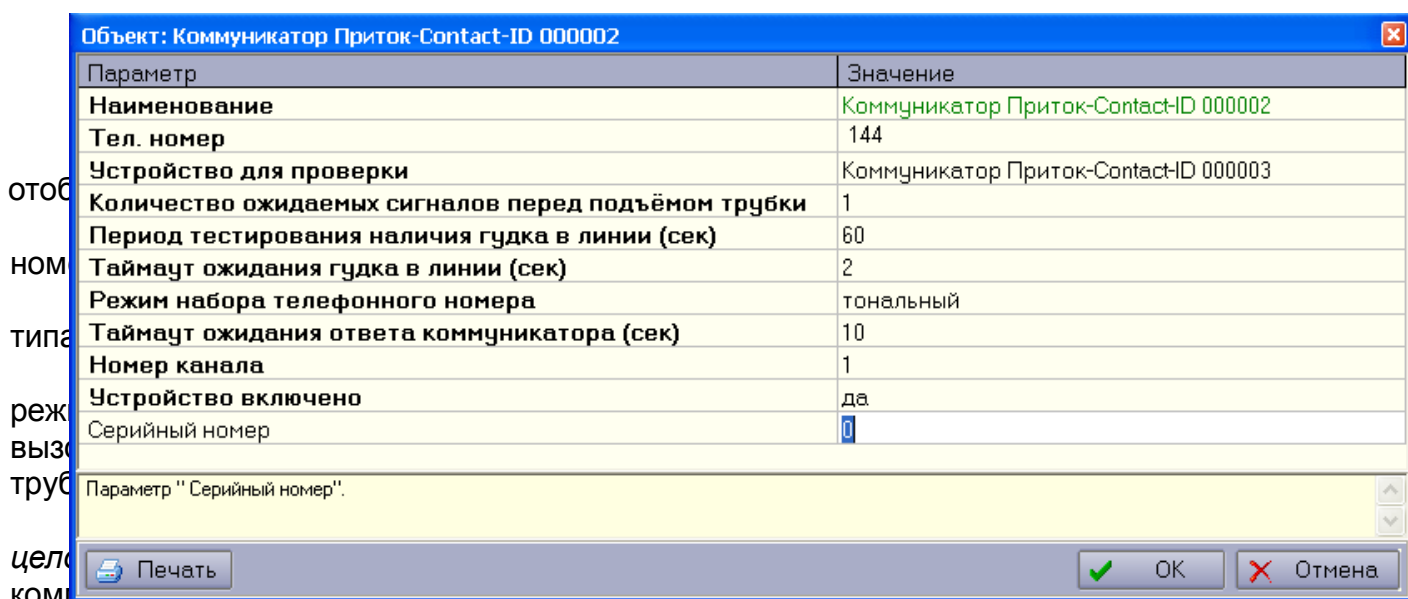 Объект: Коммуникатор Приток-Contact-ID 000002
Параметр Значение
Наименование Коммуникатор Приток-Contact-ID 000002
Тел. номер 144
Устройство для проверки Коммуникатор Приток-Contact-ID 000003
Количество ожидаемых сигналов перед подъёмом трубки 1
Период тестирования наличия гудка в линии (сек) 60
Таймаут ожидания гудка в линии (сек) 2
Режим набора телефонного номера тональный
Таймаут ожидания ответа коммуникатора (сек) 10
Номер канала 1
Устройство включено да
Серийный номер 0
Параметр " Серийный номер".
Печать OK Отмена